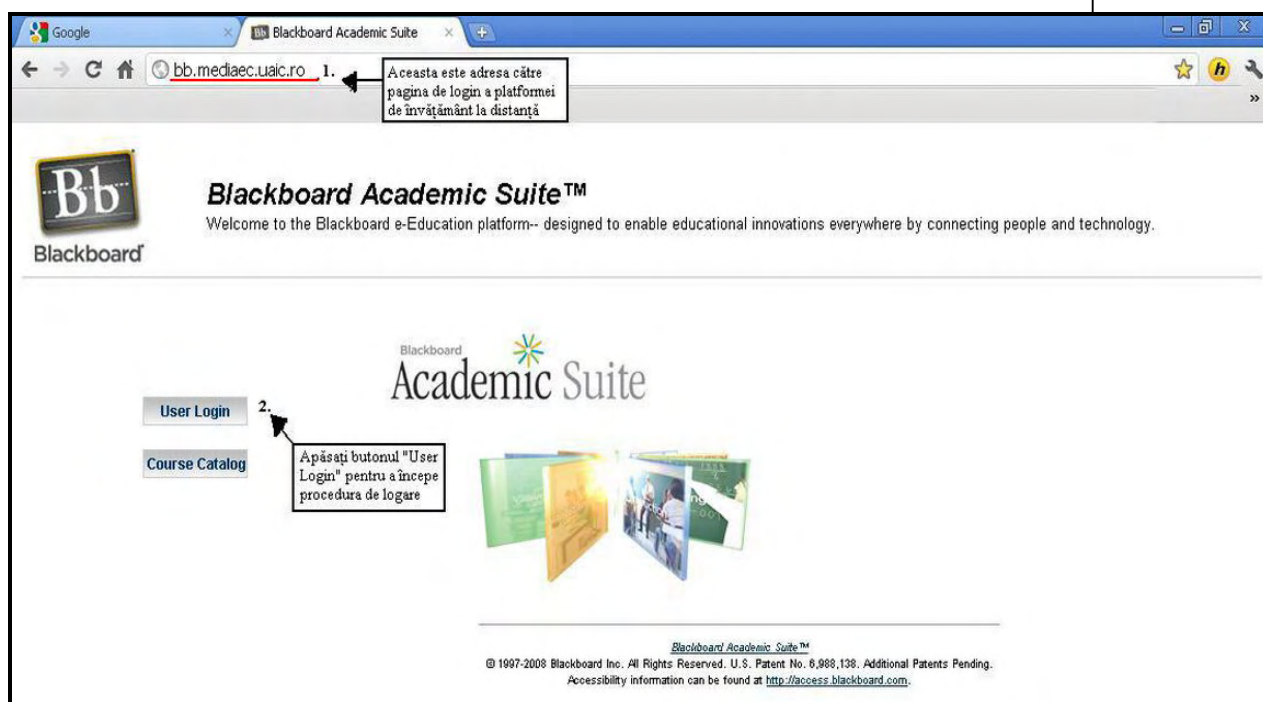 Google
Blackboard Academic Suite
bb.mediaec.uaic.ro 1.
Aceasta este adresa către
pagina de login a platformei
de învățământ la distanță
h
»
Bb
Blackboard
Blackboard Academic Suite™
Welcome to the Blackboard e-Education platform-- designed to enable educational innovations everywhere by connecting people and technology.
Blackboard
Academic Suite
User Login 2.
Course Catalog
Apăsați butonul "User
Login" pentru a începe
procedura de logare
Blackboard Academic Suite™
© 1997-2008 Blackboard Inc. All Rights Reserved. U.S. Patent No. 6,988,138. Additional Patents Pending.
Accessibility information can be found at http://access.blackboard.com.